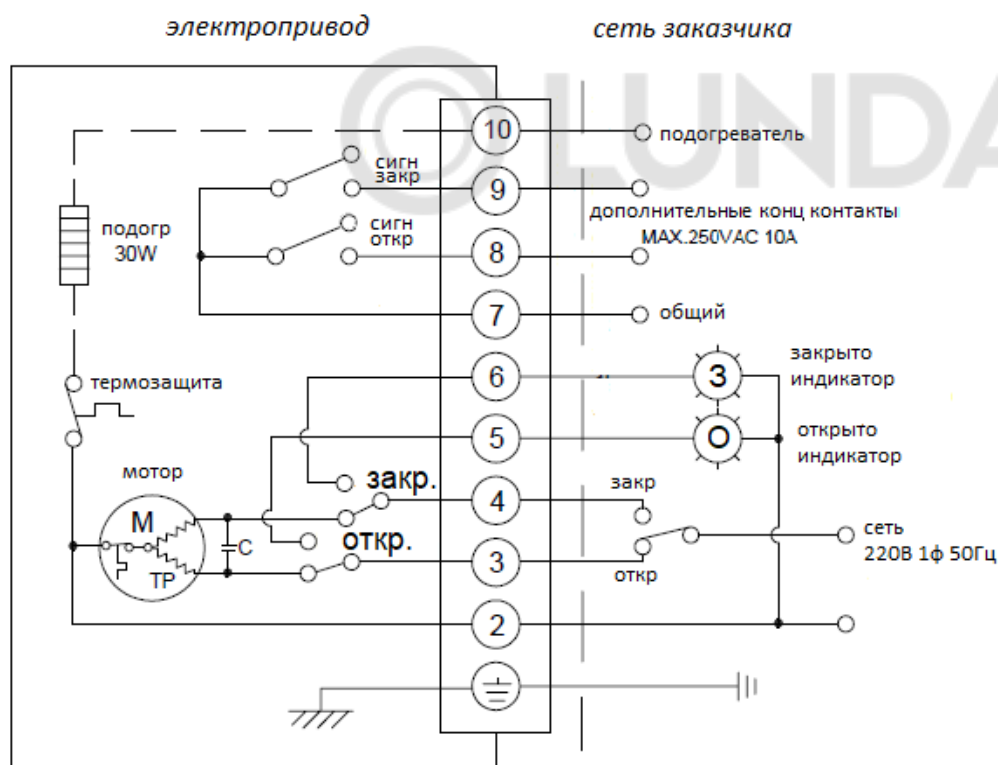 электропривод
сеть заказчика
LUNDA
10
подогреватель
сигн
закр
9
подогр
30W
дополнительные конц контакты
MAX.250VAC 10A
сигн
откр
8
7
общий
термозащита
6
З
закрыто
индикатор
5
О
открыто
индикатор
мотор
закр.
4
закр
M
C
откр.
3
откр
сеть
220В 1ф 50Гц
TP
2